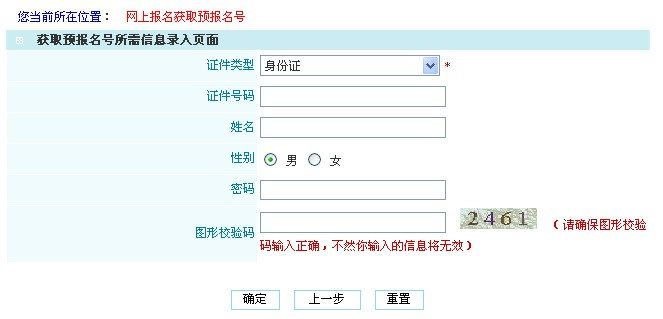 您当前所在位置： 网上报名获取预报名号
获取预报名号所需信息录入页面
证件类型 身份证 *
证件号码
姓名
性别 男 女
密码
图形校验码 2461 （请确保图形校验
码输入正确，不然你输入的信息将无效）
确定 上一步 重置